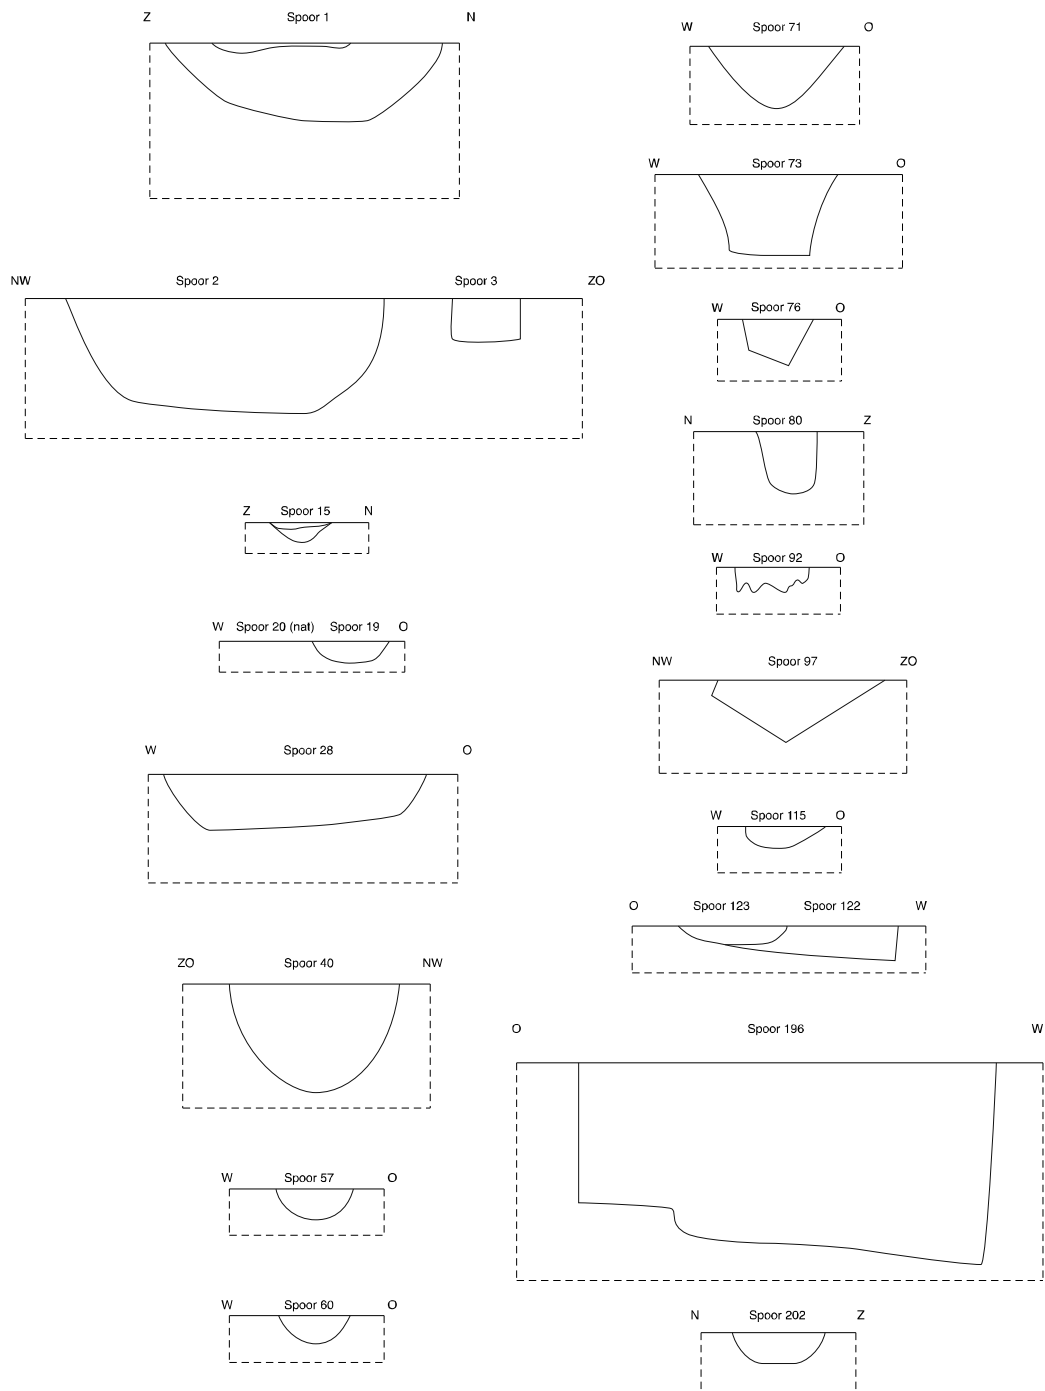 Z Spoor 1 N
NW Spoor 2 Spoor 3 ZO
Z Spoor 15 N
W Spoor 20 (nat) Spoor 19 O
W Spoor 28 O
ZO Spoor 40 NW
W Spoor 57 O
W Spoor 60 O
W Spoor 71 O
W Spoor 73 O
W Spoor 76 O
N Spoor 80 Z
W Spoor 92 O
NW Spoor 97 ZO
W Spoor 115 O
O Spoor 123 Spoor 122 W
O Spoor 196 W
N Spoor 202 Z